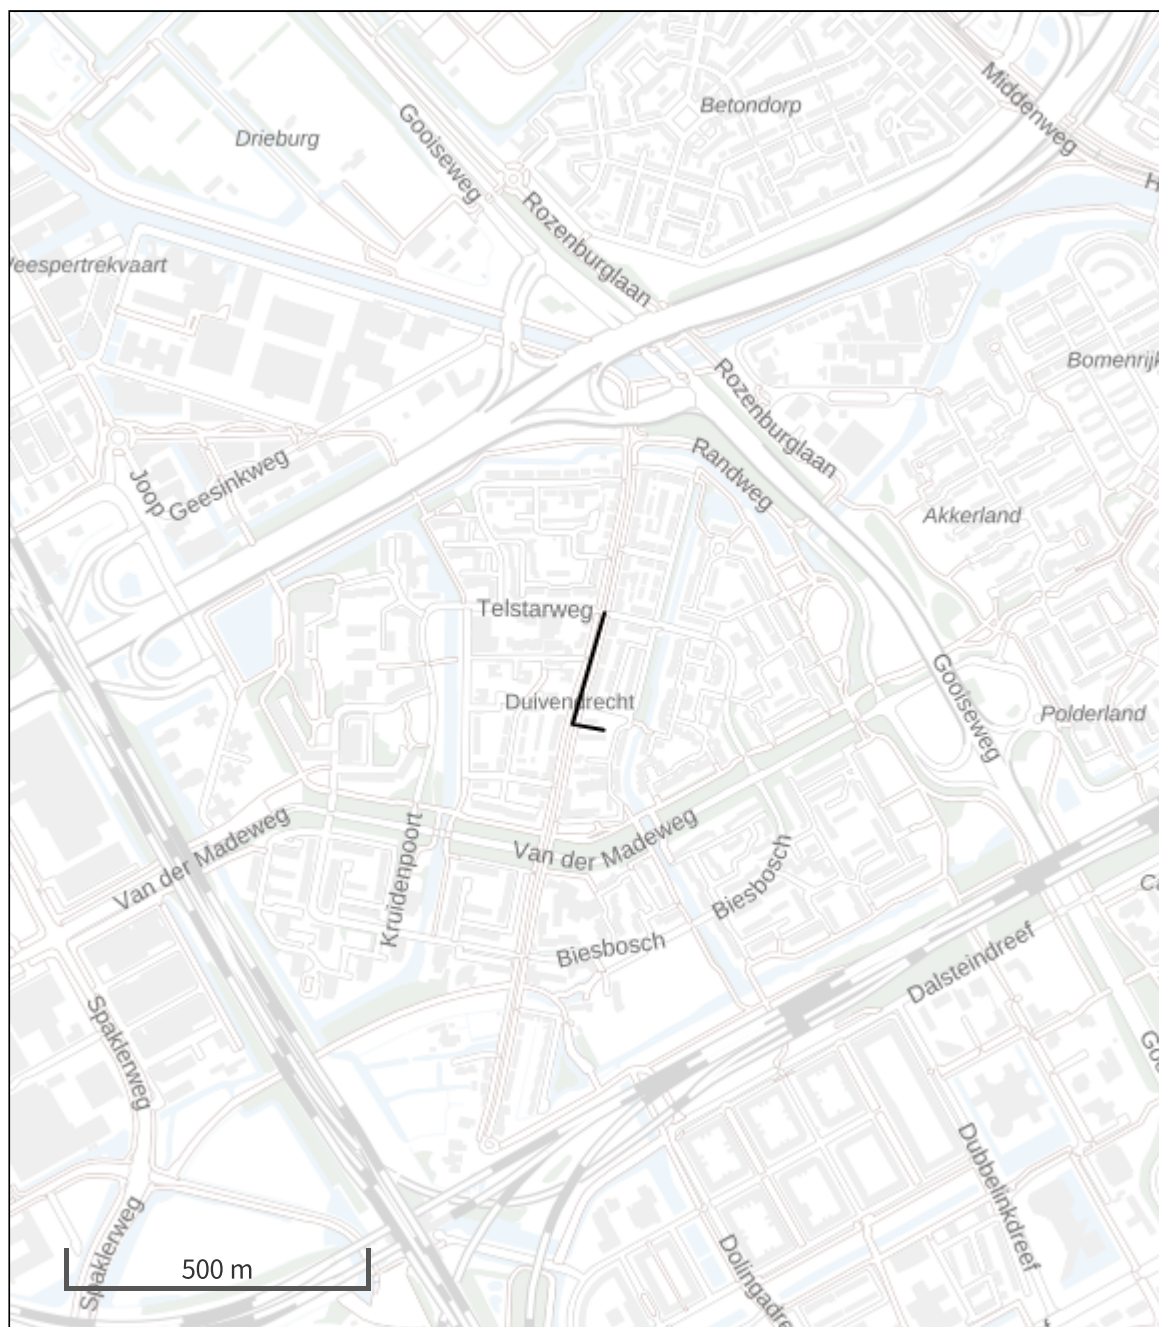 Middenweg
Betondorp
Drieburg
Gooiseweg
Rozenburglaan
eespertrekvaart
Bomenrijk
Rozenburglaan
Randweg
Geesinkweg
Joop
Akkerland
Telstarweg
Duivendrecht
Gooiseweg
Polderland
Van der Madeweg
Kruidenpoort
Van der Madeweg
Biesbosch
Biesbosch
Dalsteindreef
Spaklerweg
Dubbelinkdreef
Spaklerweg
500 m
Dolingadre